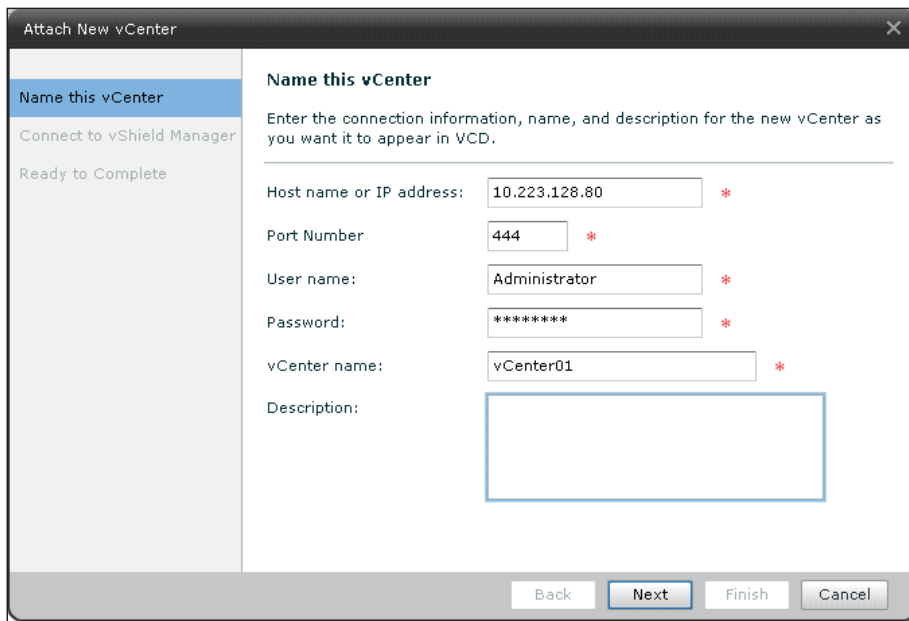 Attach New vCenter
Name this vCenter
Connect to vShield Manager
Ready to Complete
Name this vCenter
Enter the connection information, name, and description for the new vCenter as
you want it to appear in VCD.
Host name or IP address: 10.223.128.80 *
Port Number 444 *
User name: Administrator *
Password: ******** *
vCenter name: vCenter01 *
Description:
Back Next Finish Cancel